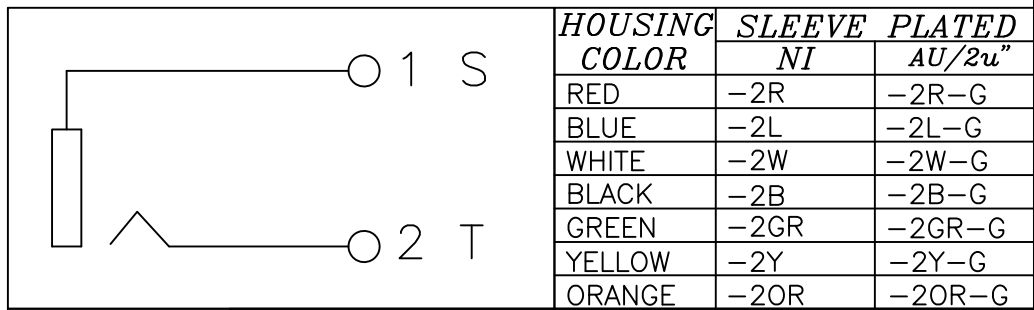 1 S
2 T
HOUSING COLOR SLEEVE PLATED
NI AU/2u"
RED -2R -2R-G
BLUE -2L -2L-G
WHITE -2W -2W-G
BLACK -2B -2B-G
GREEN -2GR -2GR-G
YELLOW -2Y -2Y-G
ORANGE -2OR -2OR-G